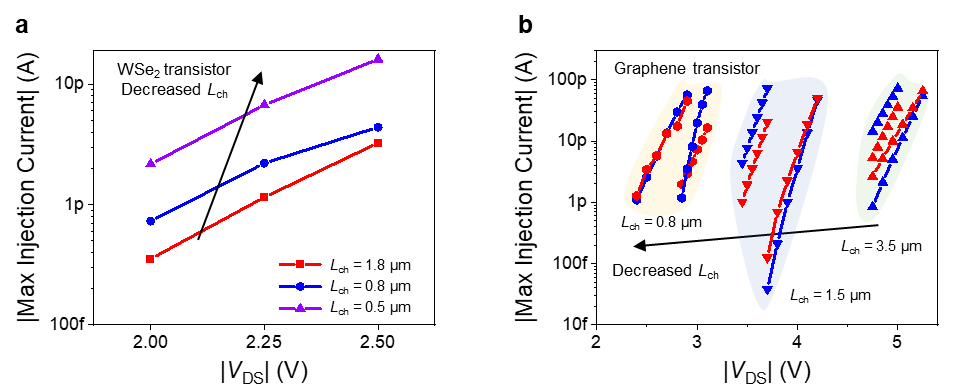 a
|Max Injection Current| (A)
10p
1p
100f
WSe₂ transistor
Decreased Lch
Lch = 1.8 µm
Lch = 0.8 µm
Lch = 0.5 µm
2.00 2.25 2.50
|VDS| (V)
b
|Max Injection Current| (A)
100p
10p
1p
100f
10f
Graphene transistor
Lch = 0.8 µm
Lch = 3.5 µm
Decreased Lch
Lch = 1.5 µm
2 3 4 5
|VDS| (V)